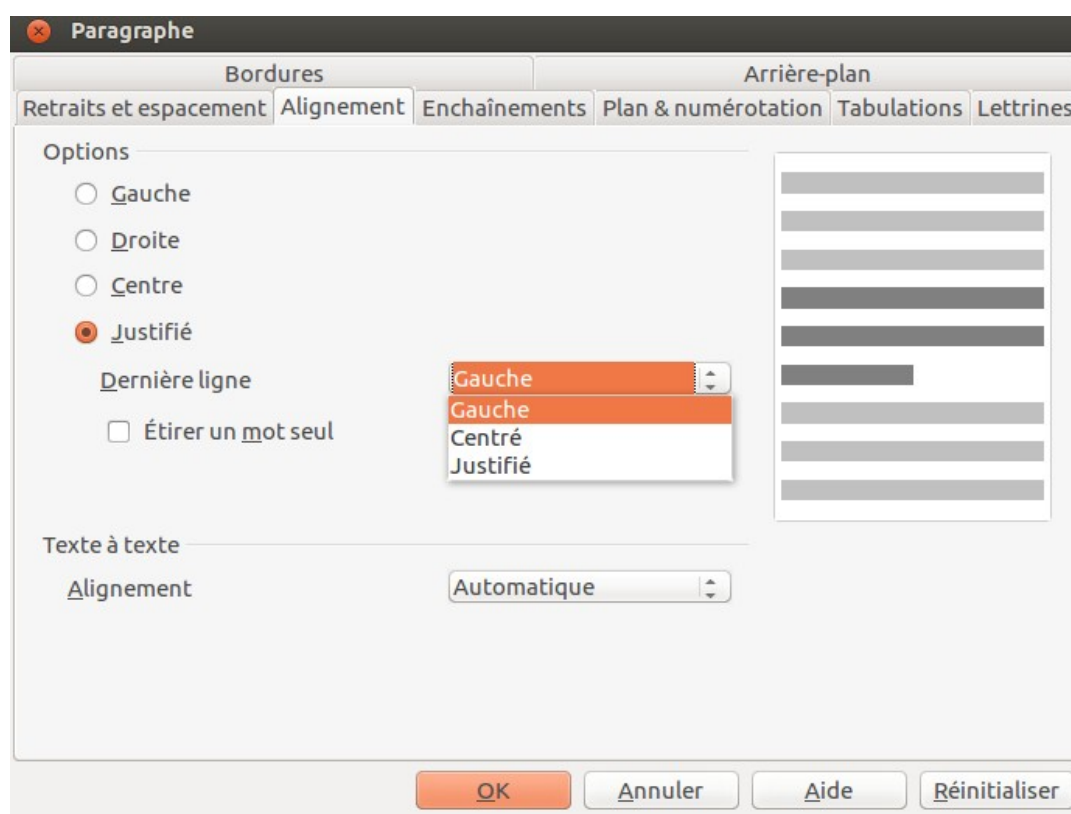 Paragraphe
Bordures Arrière-plan
Retraits et espacement Alignement Enchaînements Plan & numérotation Tabulations Lettrines
Options
Gauche
Droite
Centre
Justifié
Dernière ligne Gauche
Gauche
Étirer un mot seul
Centré
Justifié
Texte à texte
Alignement Automatique
OK Annuler Aide Réinitialiser